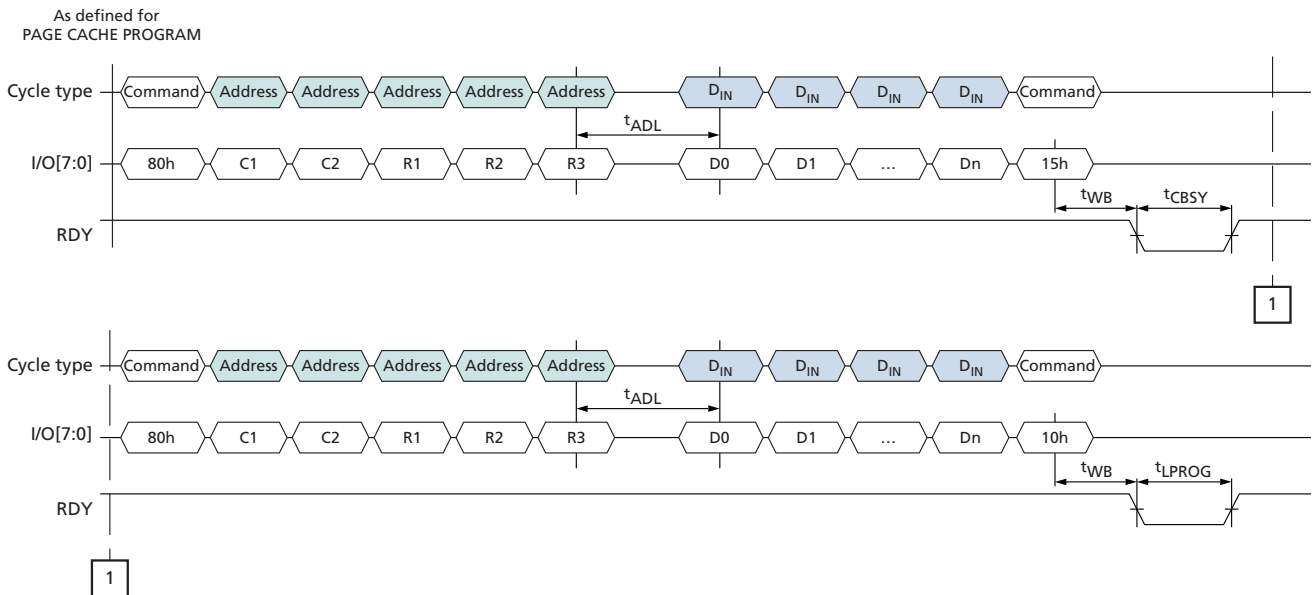 As defined for
PAGE CACHE PROGRAM
Cycle type Command Address Address Address Address Address DIN DIN DIN DIN Command
tADL
I/O[7:0] 80h C1 C2 R1 R2 R3 D0 D1 … Dn 15h
tWB tCBSY
RDY
1
Cycle type Command Address Address Address Address Address DIN DIN DIN DIN Command
tADL
I/O[7:0] 80h C1 C2 R1 R2 R3 D0 D1 … Dn 10h
tWB tLPROG
RDY
1